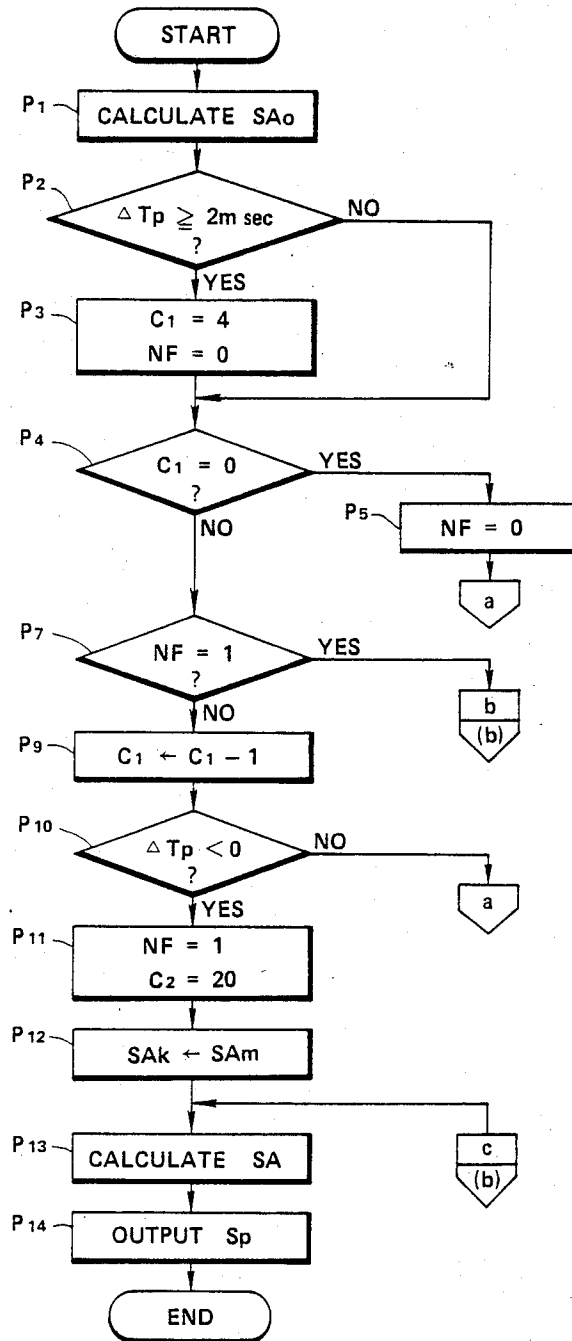 START
P1
CALCULATE SAo
P2
△Tp ≧ 2m sec
?
NO
YES
P3
C1 = 4
NF = 0
P4
C1 = 0
?
YES
NO
P5
NF = 0
a
P7
NF = 1
?
YES
NO
b
(b)
P9
C1 ← C1 - 1
P10
△Tp < 0
?
NO
YES
a
P11
NF = 1
C2 = 20
P12
SAk ← SAm
c
(b)
P13
CALCULATE SA
P14
OUTPUT Sp
END